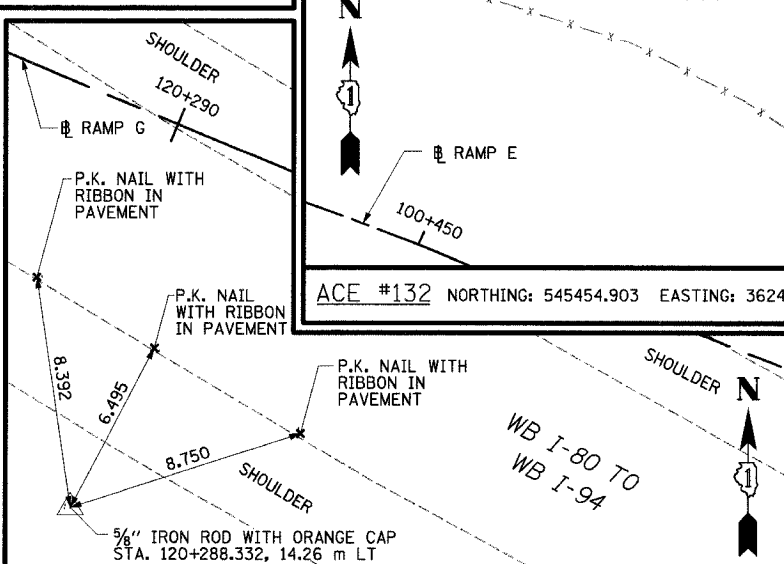 N
1
℄ RAMP E
100+450
ACE #132 NORTHING: 545454.903 EASTING: 3624
SHOULDER
120+290
℄ RAMP G
P.K. NAIL WITH
RIBBON IN
PAVEMENT
P.K. NAIL
WITH RIBBON
IN PAVEMENT
P.K. NAIL WITH
RIBBON IN
PAVEMENT
8.392
6.495
8.750
SHOULDER
SHOULDER
WB I-80 TO
WB I-94
N
1
⅝" IRON ROD WITH ORANGE CAP
STA. 120+288.332, 14.26 m LT